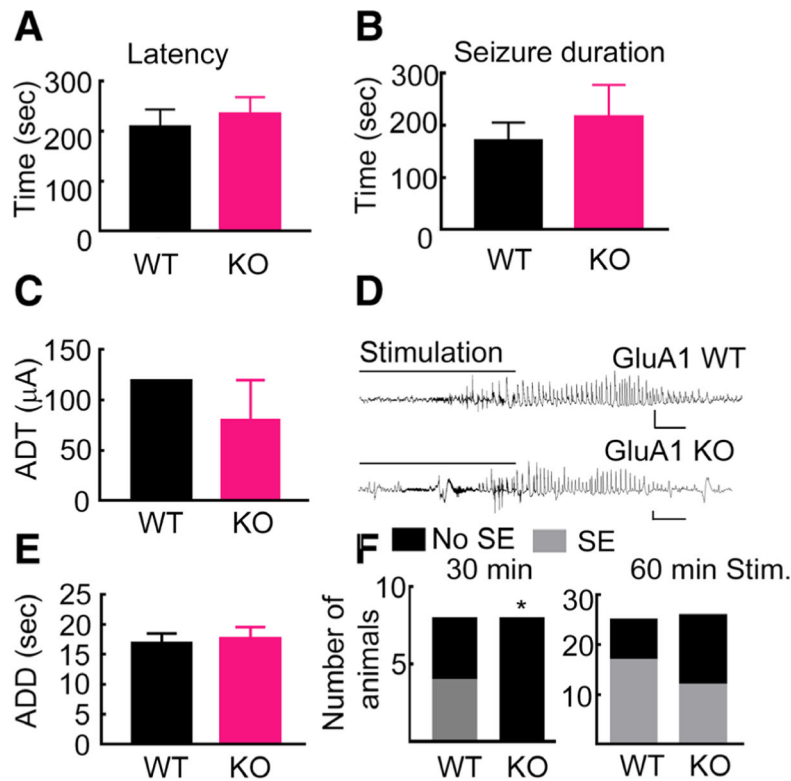 A
Latency
Time (sec)
300
200
100
0
WT KO
B
Seizure duration
Time (sec)
300
200
100
0
WT KO
C
ADT (μA)
150
100
50
0
WT KO
D
Stimulation
GluA1 WT
GluA1 KO
E
ADD (sec)
25
20
15
10
5
0
WT KO
F
No SE SE
30 min
Number of
animals
10
5
*
WT KO
60 min Stim.
30
20
10
WT KO